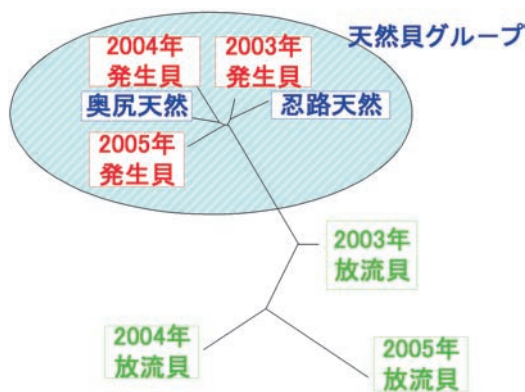 天然貝グループ
2004年
発生貝
2003年
発生貝
奥尻天然
忍路天然
2005年
発生貝
2003年
放流貝
2004年
放流貝
2005年
放流貝